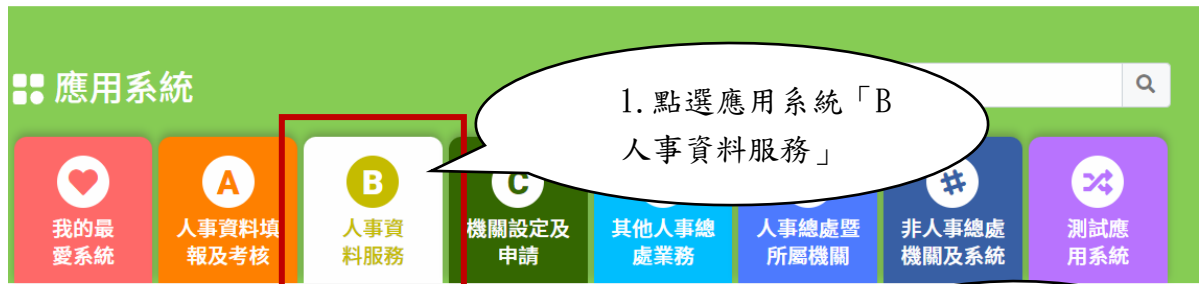 應用系統
1.點選應用系統「B
人事資料服務」
我的最
愛系統
A
人事資料填
報及考核
B
人事資
料服務
C
機關設定及
申請
其他人事總
處業務
人事總處暨
所屬機關
#
非人事總處
機關及系統
測試應
用系統